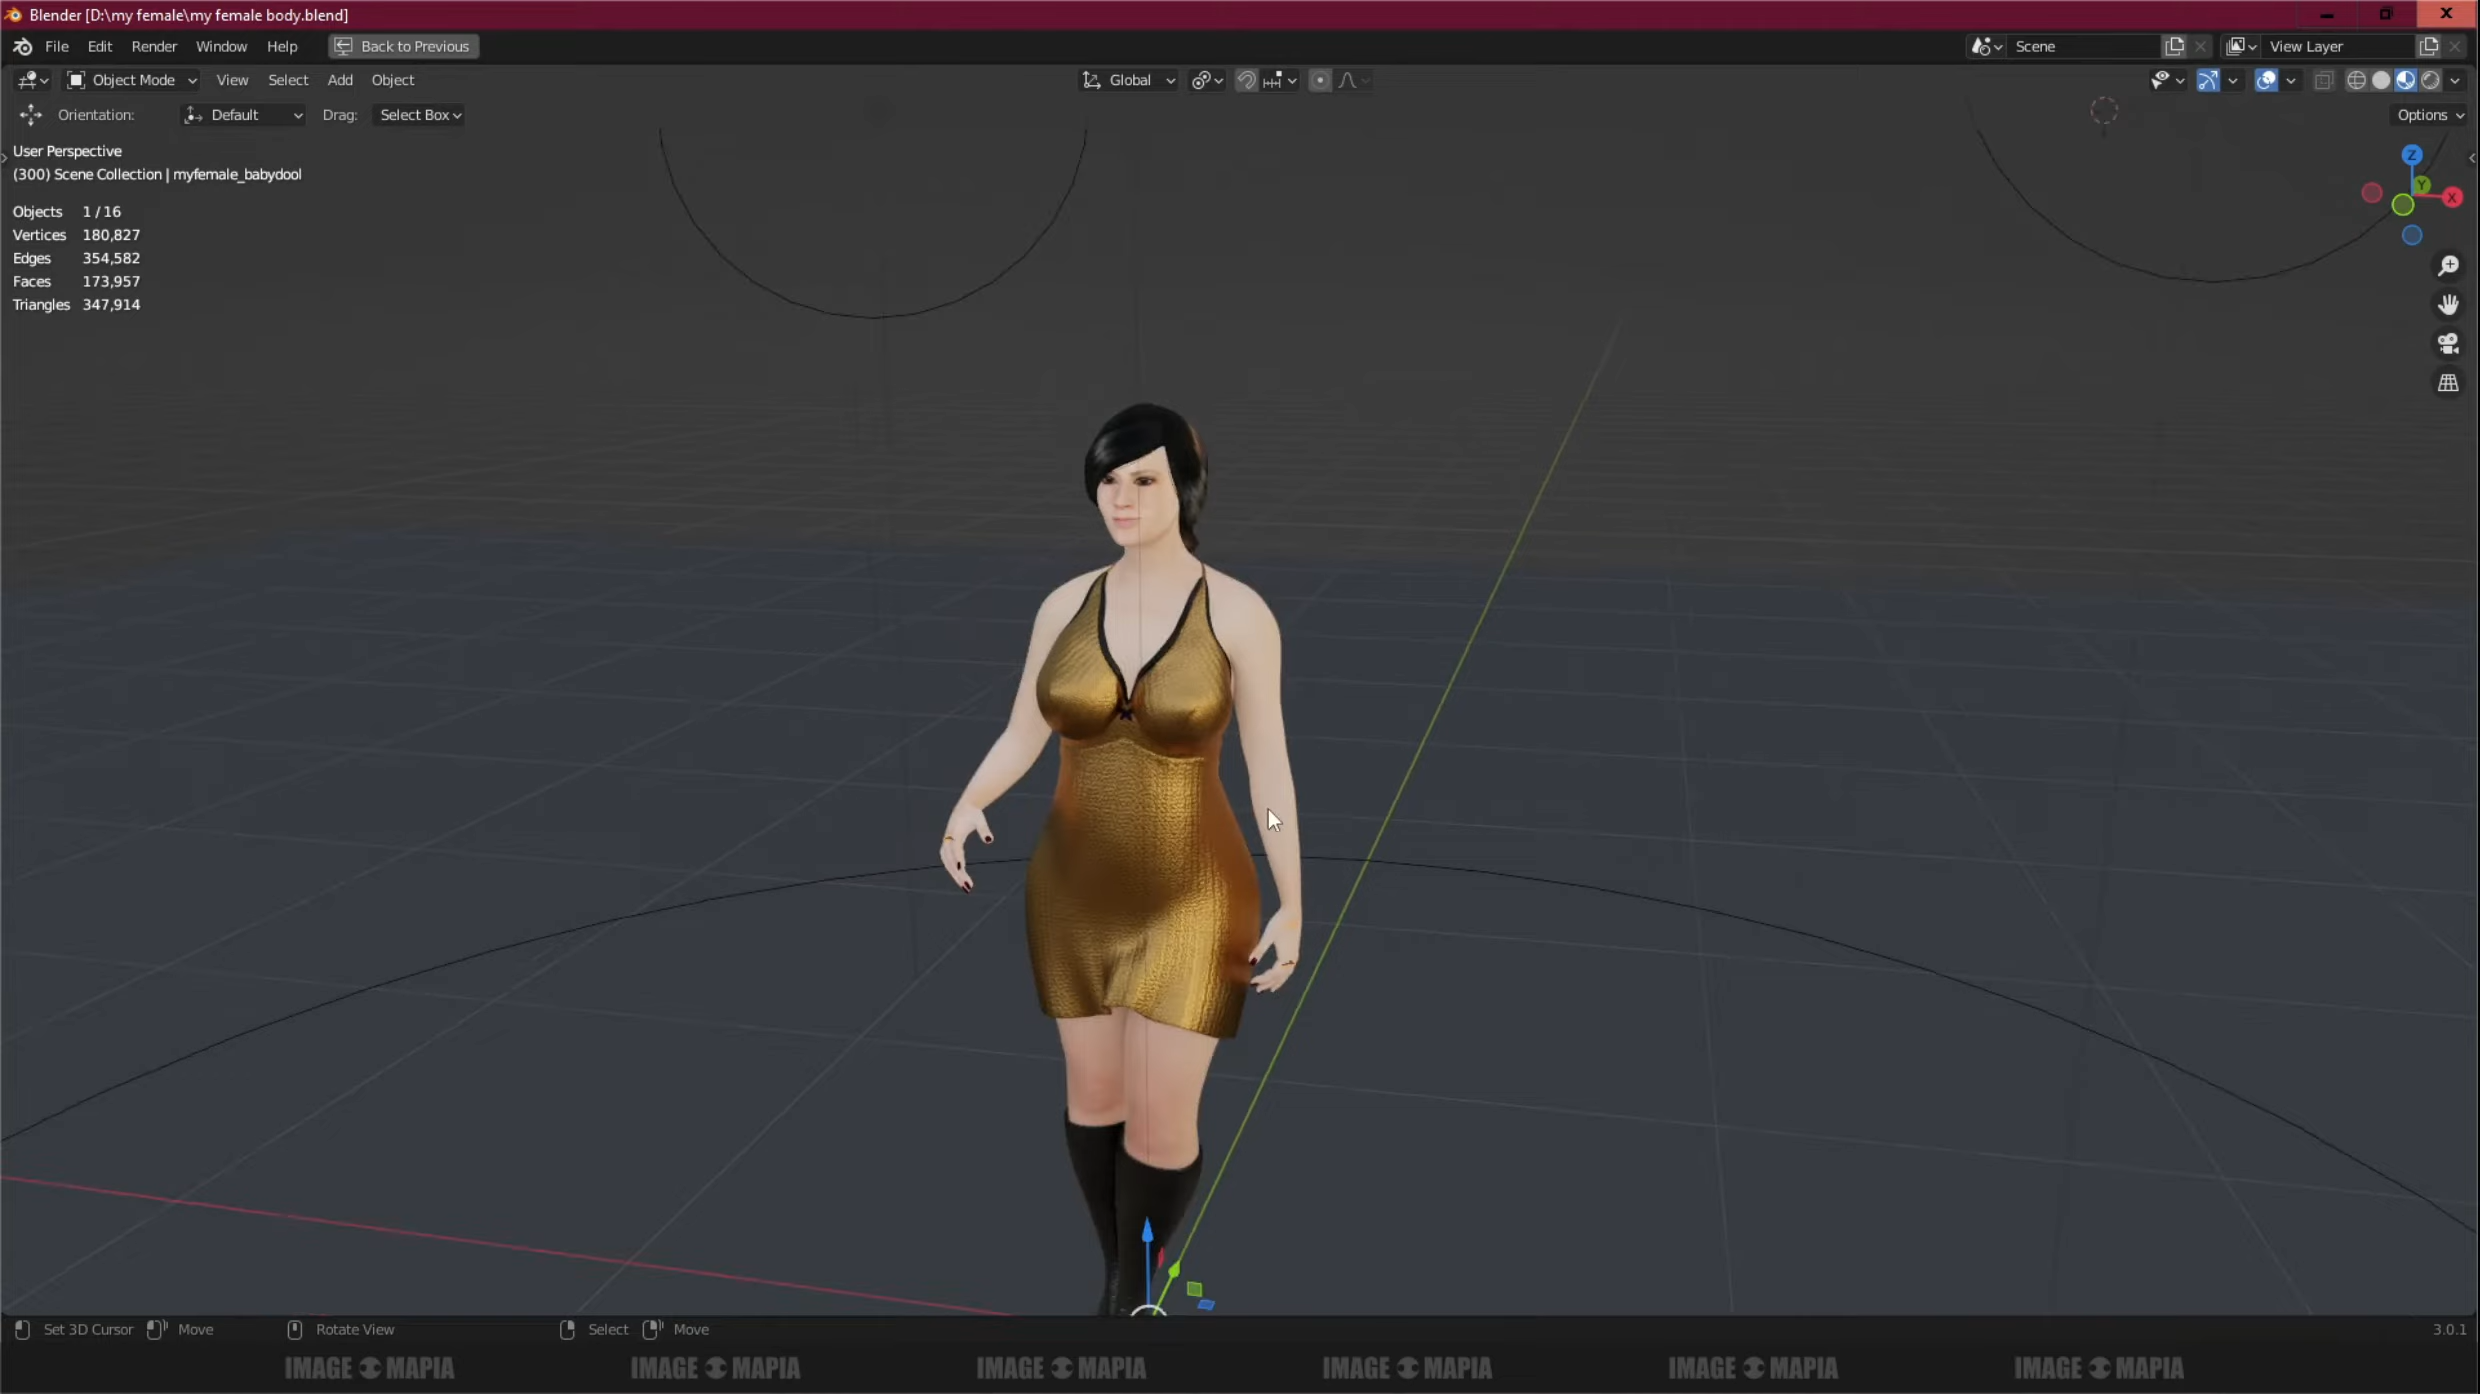 Blender [D:\my female\my female body.blend]
File Edit Render Window Help Back to Previous Scene View Layer
Object Mode View Select Add Object Global
Orientation: Default Drag: Select Box Options
User Perspective
(300) Scene Collection | myfemale_babydool
Objects 1 / 16
Vertices 180,827
Edges 354,582
Faces 173,957
Triangles 347,914
Z
Y
X
Set 3D Cursor Move Rotate View Select Move 3.0.1
IMAGE MAPIA IMAGE MAPIA IMAGE MAPIA IMAGE MAPIA IMAGE MAPIA IMAGE MAPIA